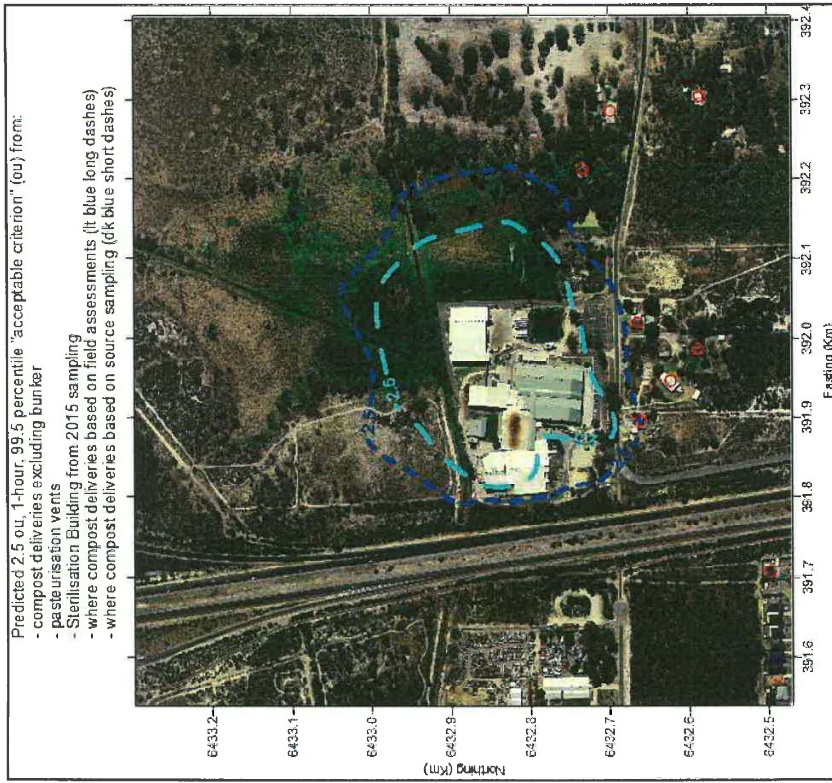 Predicted 2.5 ou, 1-hour, 99.5 percentile "acceptable criterion" (ou) from:
- compost deliveries excluding bunker
- pasteurisation vents
- Sterilisation Building from 2015 sampling
- where compost deliveries based on field assessments (lt blue long dashes)
- where compost deliveries based on source sampling (dk blue short dashes)
6433.2
6433.1
6433.0
6432.9
6432.8
6432.7
6432.6
6432.5
Northing (Km)
2.5
2.5
391.6
391.7
391.8
391.9
392.0
392.1
392.2
392.3
392.4
Easting (Km)